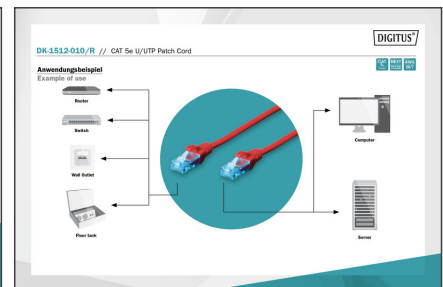 DIGITUS®
DK-1512-010/R // CAT 5e U/UTP Patch Cord
Anwendungsbeispiel
Example of use
Router
Switch
Wall Outlet
Floor tank
Computer
Server